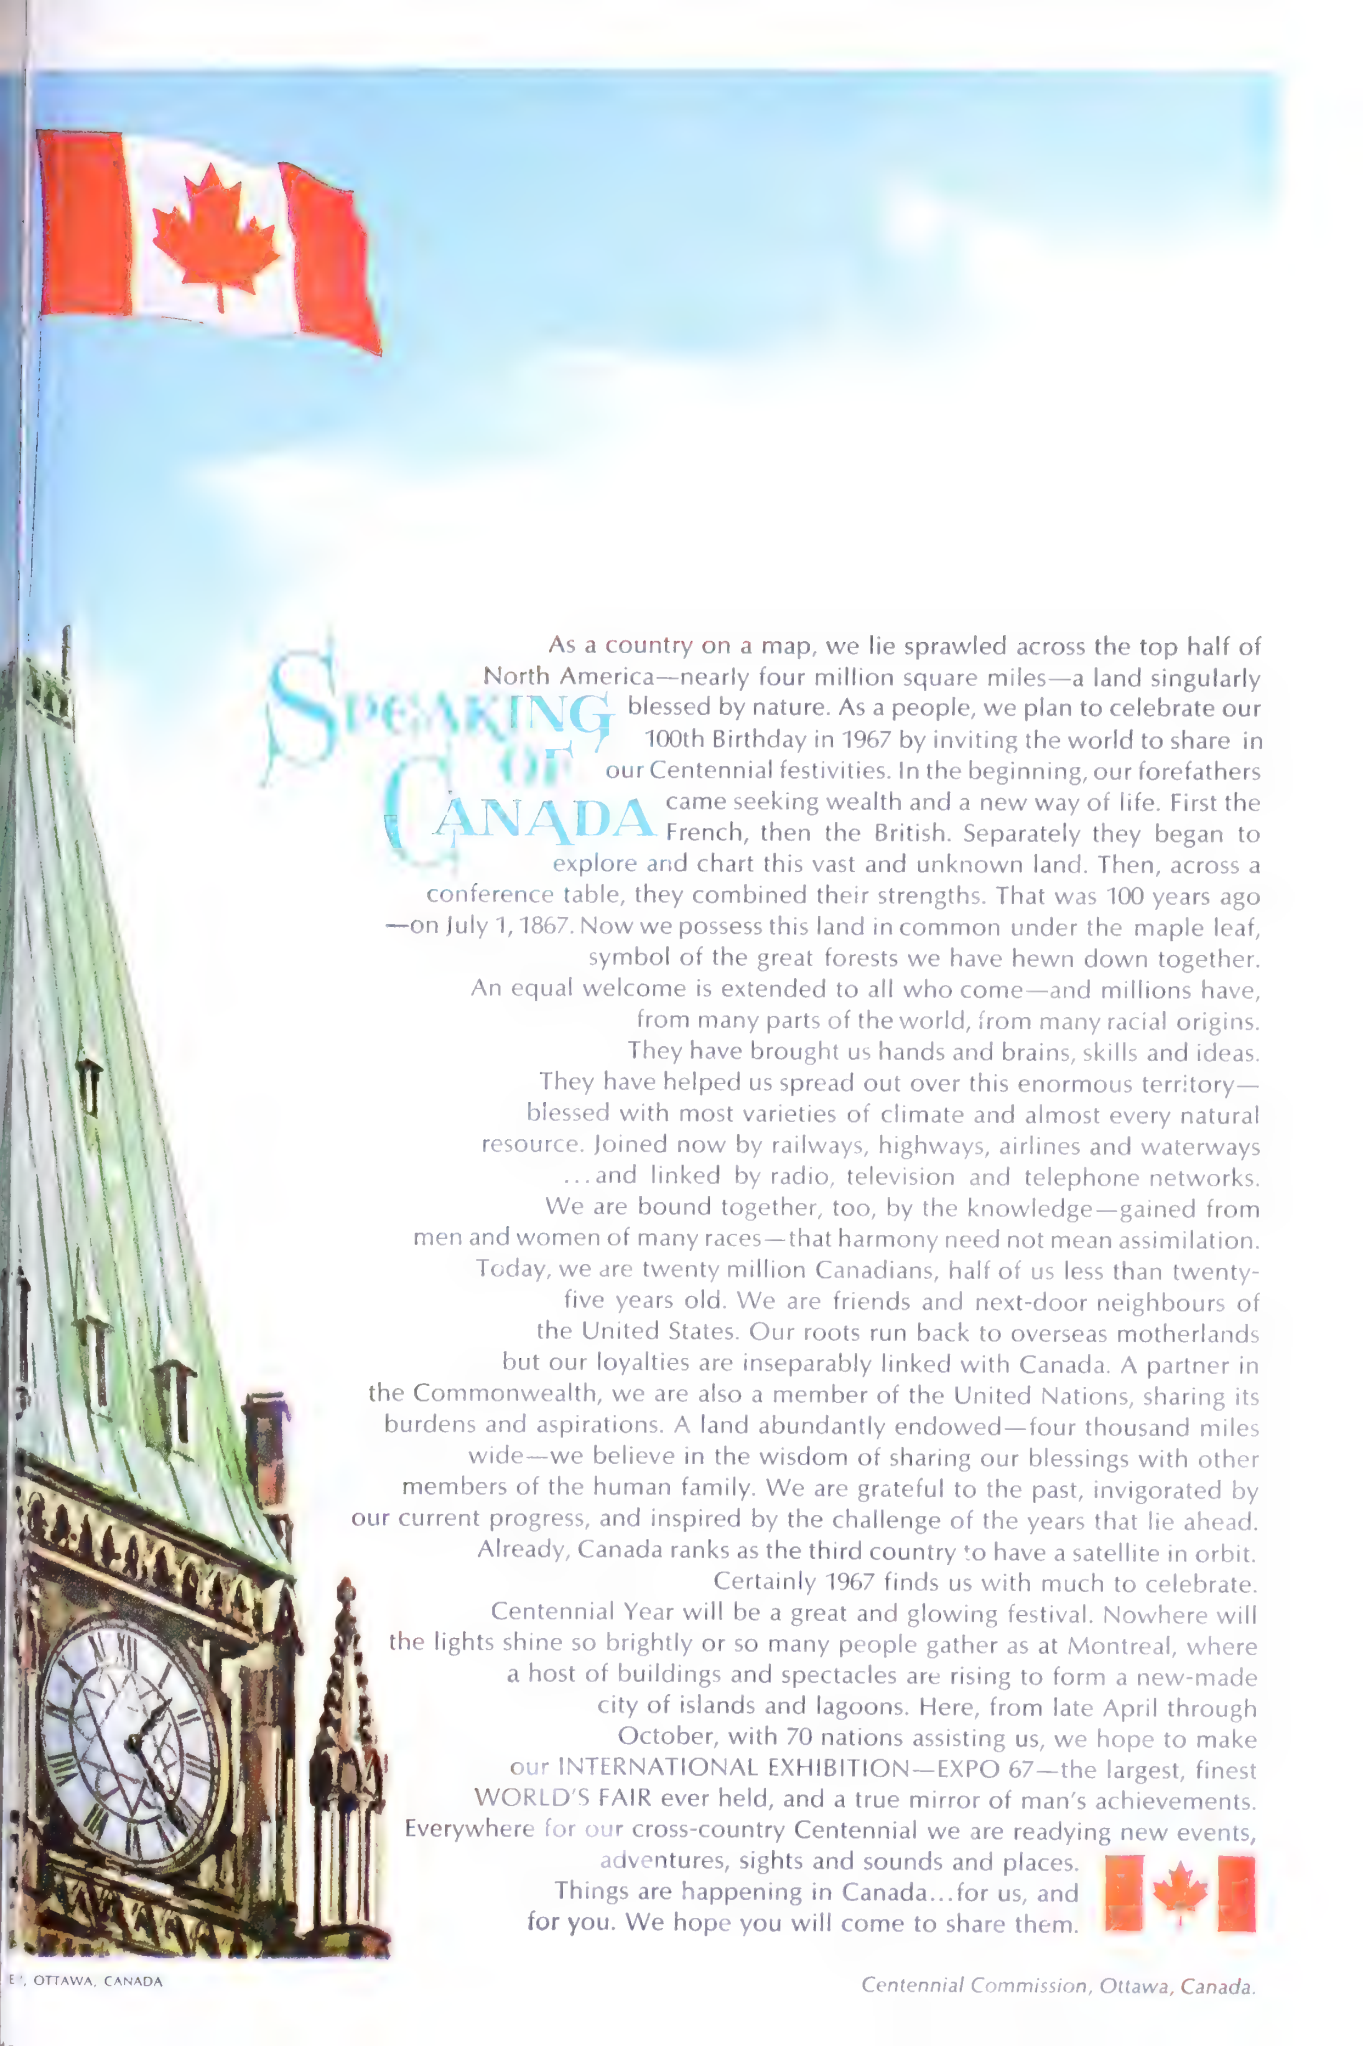 SPEAKING
OF
CANADA
As a country on a map, we lie sprawled across the top half of
North America—nearly four million square miles—a land singularly
blessed by nature. As a people, we plan to celebrate our
100th Birthday in 1967 by inviting the world to share in
our Centennial festivities. In the beginning, our forefathers
came seeking wealth and a new way of life. First the
French, then the British. Separately they began to
explore and chart this vast and unknown land. Then, across a
conference table, they combined their strengths. That was 100 years ago
—on July 1, 1867. Now we possess this land in common under the maple leaf,
symbol of the great forests we have hewn down together.
An equal welcome is extended to all who come—and millions have,
from many parts of the world, from many racial origins.
They have brought us hands and brains, skills and ideas.
They have helped us spread out over this enormous territory—
blessed with most varieties of climate and almost every natural
resource. Joined now by railways, highways, airlines and waterways
...and linked by radio, television and telephone networks.
We are bound together, too, by the knowledge—gained from
men and women of many races—that harmony need not mean assimilation.
Today, we are twenty million Canadians, half of us less than twenty-
five years old. We are friends and next-door neighbours of
the United States. Our roots run back to overseas motherlands
but our loyalties are inseparably linked with Canada. A partner in
the Commonwealth, we are also a member of the United Nations, sharing its
burdens and aspirations. A land abundantly endowed—four thousand miles
wide—we believe in the wisdom of sharing our blessings with other
members of the human family. We are grateful to the past, invigorated by
our current progress, and inspired by the challenge of the years that lie ahead.
Already, Canada ranks as the third country to have a satellite in orbit.
Certainly 1967 finds us with much to celebrate.
Centennial Year will be a great and glowing festival. Nowhere will
the lights shine so brightly or so many people gather as at Montreal, where
a host of buildings and spectacles are rising to form a new-made
city of islands and lagoons. Here, from late April through
October, with 70 nations assisting us, we hope to make
our INTERNATIONAL EXHIBITION—EXPO 67—the largest, finest
WORLD'S FAIR ever held, and a true mirror of man's achievements.
Everywhere for our cross-country Centennial we are readying new events,
adventures, sights and sounds and places.
Things are happening in Canada...for us, and
for you. We hope you will come to share them.
OTTAWA, CANADA
Centennial Commission, Ottawa, Canada.